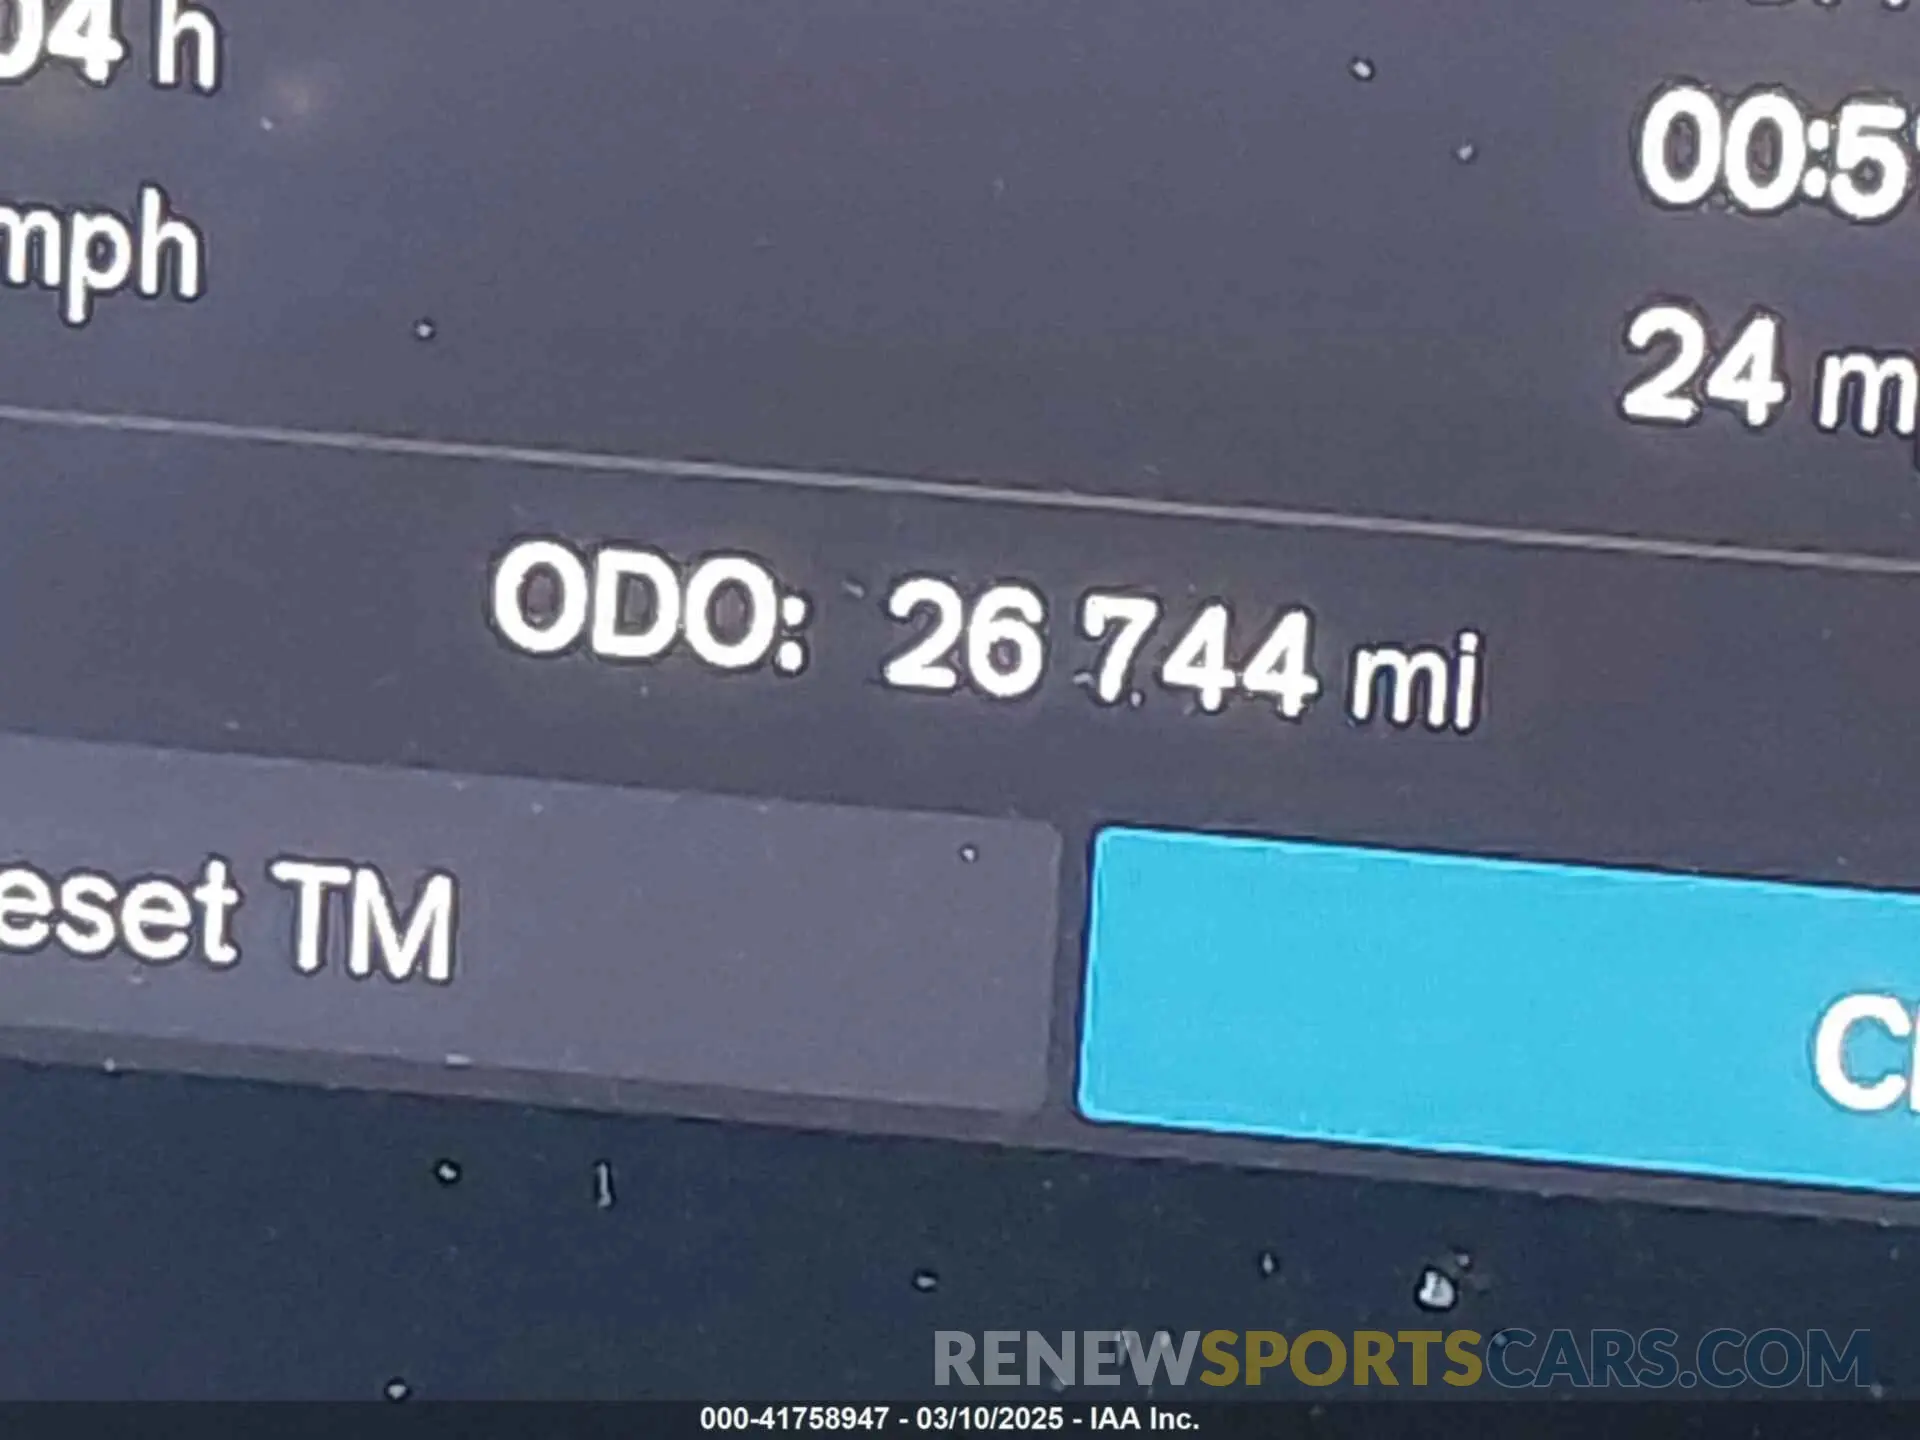 04 h
00:5
mph
24 m
ODO: 26 744 mi
eset TM
C
RENEWSPORTSCARS.COM
000-41758947 - 03/10/2025 - IAA Inc.